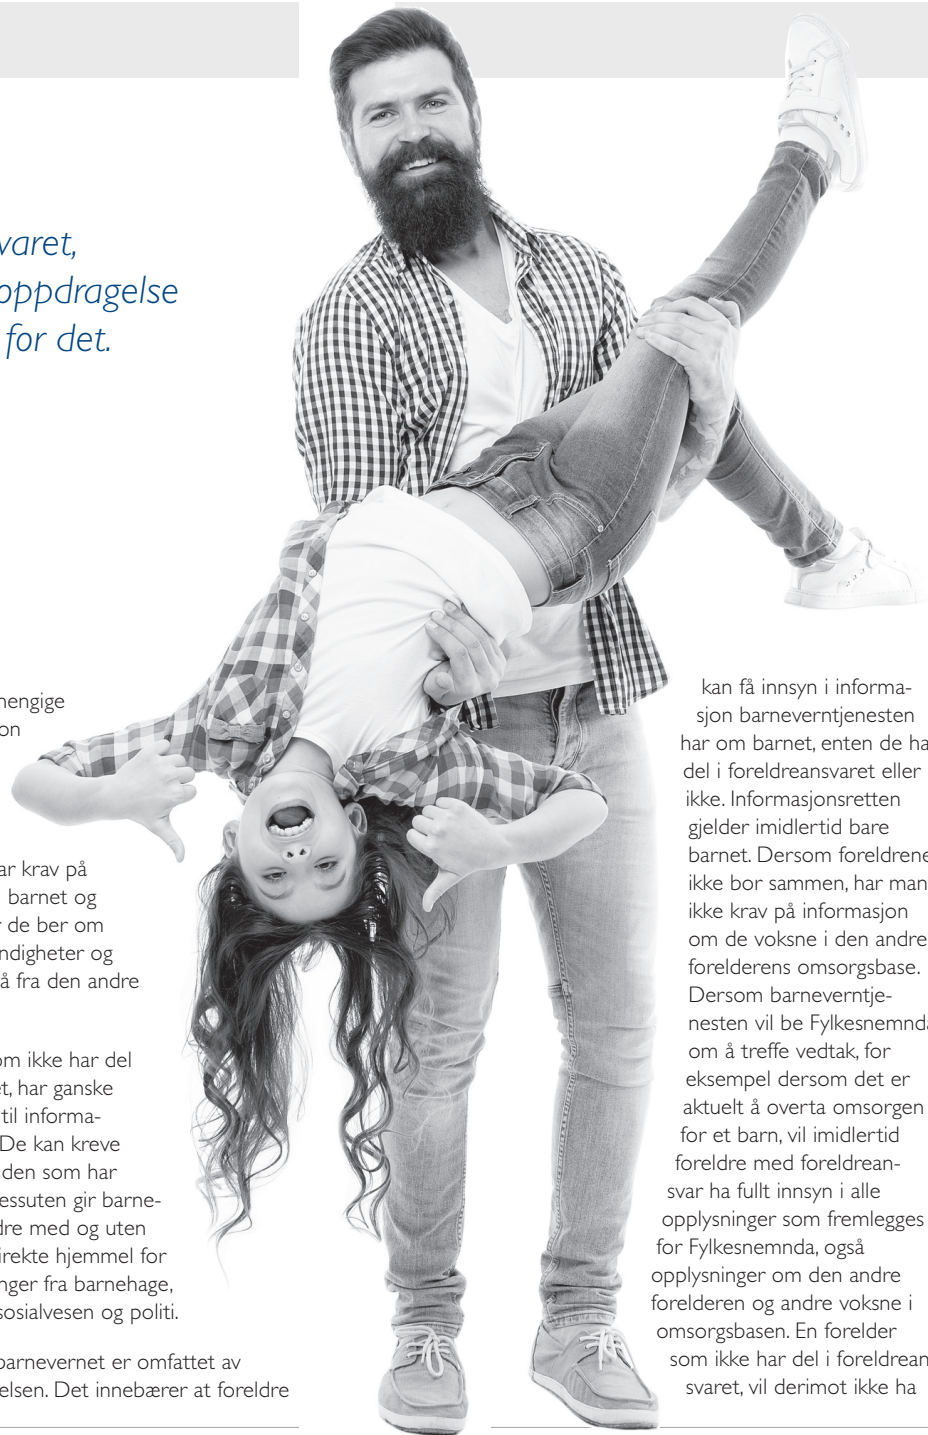 varet,
oppdragelse
for det.
hengige
on
ar krav på
barnet og
r de ber om
ndigheter og
å fra den andre
om ikke har del
et, har ganske
til informa-
De kan kreve
den som har
essuten gir barne-
dre med og uten
irekte hjemmel for
nger fra barnehage,
sosialvesen og politi.
barnevernet er omfattet av
elsen. Det innebærer at foreldre
kan få innsyn i informa-
sjon barneverntjenesten
har om barnet, enten de ha
del i foreldreansvaret eller
ikke. Informasjonsretten
gjelder imidlertid bare
barnet. Dersom foreldrene
ikke bor sammen, har man
ikke krav på informasjon
om de voksne i den andre
forelderens omsorgsbase.
Dersom barneverntje-
nesten vil be Fylkesnemnda
om å treffe vedtak, for
eksempel dersom det er
aktuelt å overta omsorgen
for et barn, vil imidlertid
foreldre med foreldrean-
svar ha fullt innsyn i alle
opplysninger som fremlegges
for Fylkesnemnda, også
opplysninger om den andre
forelderen og andre voksne i
omsorgsbasen. En forelder
som ikke har del i foreldrean
svaret, vil derimot ikke ha